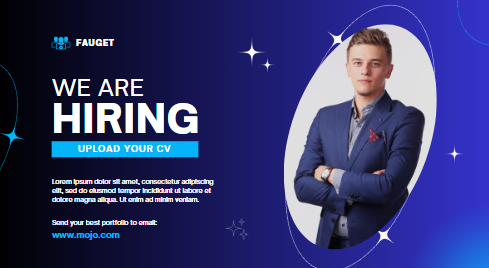 FAUGET
WE ARE
HIRING
UPLOAD YOUR CV
Lorem ipsum dolor sit amet, consectetur adipiscing
elit, sed do eiusmod tempor incididunt ut labore et
dolore magna aliqua. Ut enim ad minim veniam.
Send your best portfolio to email:
www.mojo.com